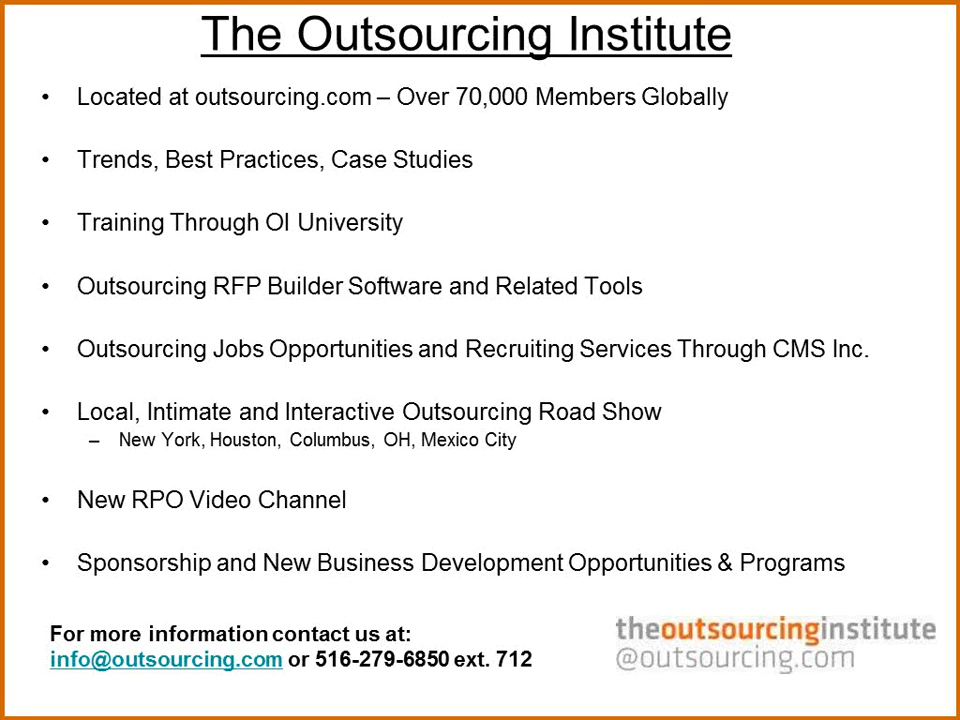 The Outsourcing Institute
• Located at outsourcing.com – Over 70,000 Members Globally
• Trends, Best Practices, Case Studies
• Training Through OI University
• Outsourcing RFP Builder Software and Related Tools
• Outsourcing Jobs Opportunities and Recruiting Services Through CMS Inc.
• Local, Intimate and Interactive Outsourcing Road Show
– New York, Houston, Columbus, OH, Mexico City
• New RPO Video Channel
• Sponsorship and New Business Development Opportunities & Programs
For more information contact us at:
info@outsourcing.com or 516-279-6850 ext. 712
theoutsourcinginstitute
@outsourcing.com